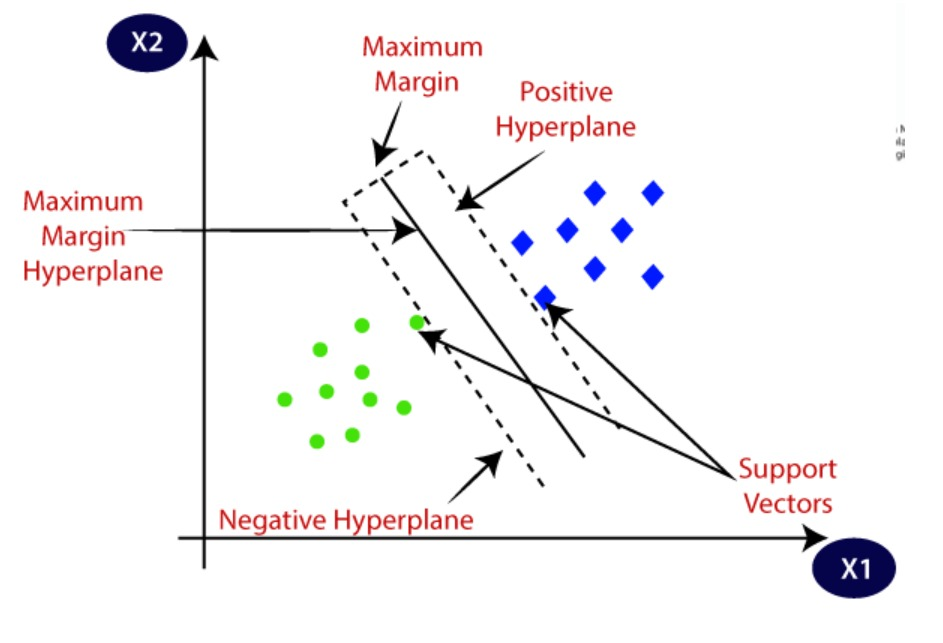 X2
Maximum
Margin
Positive
Hyperplane
Maximum
Margin
Hyperplane
Support
Vectors
Negative Hyperplane
X1